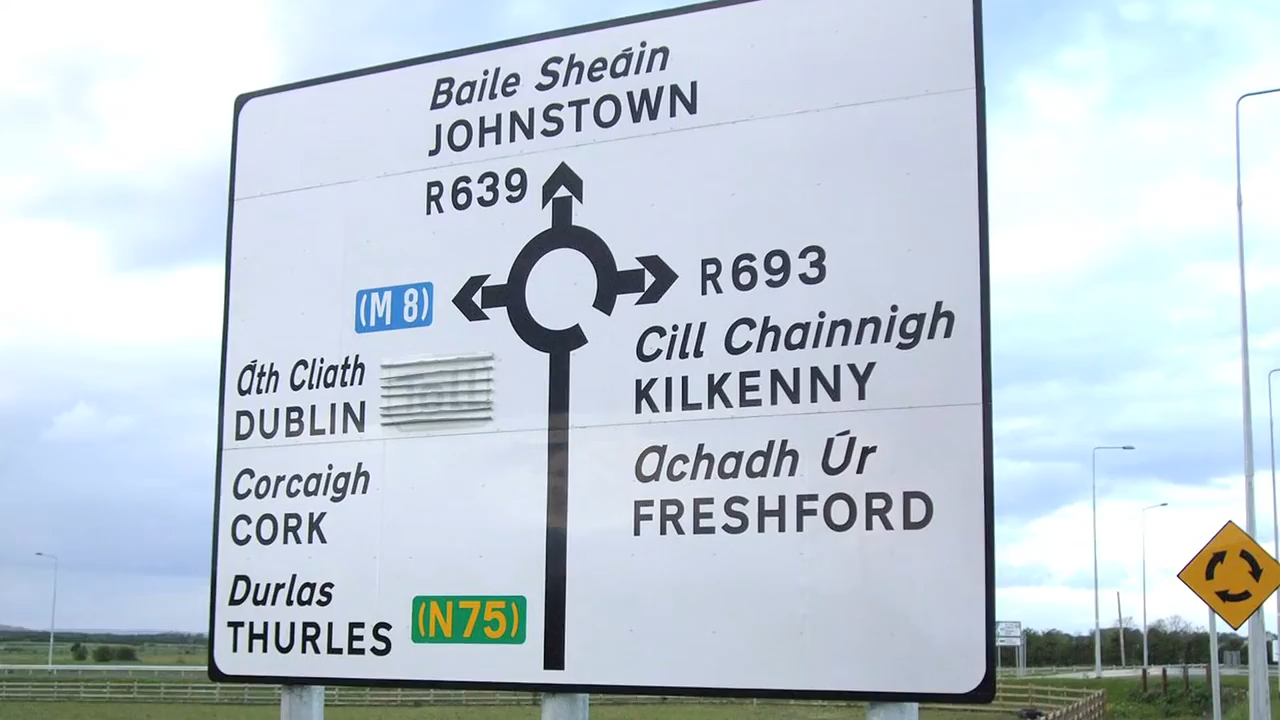 Baile Sheáin
JOHNSTOWN
R639
(M 8)
R693
Áth Cliath
DUBLIN
Corcaigh
CORK
Durlas
THURLES (N75)
Cill Chainnigh
KILKENNY
Achadh Úr
FRESHFORD